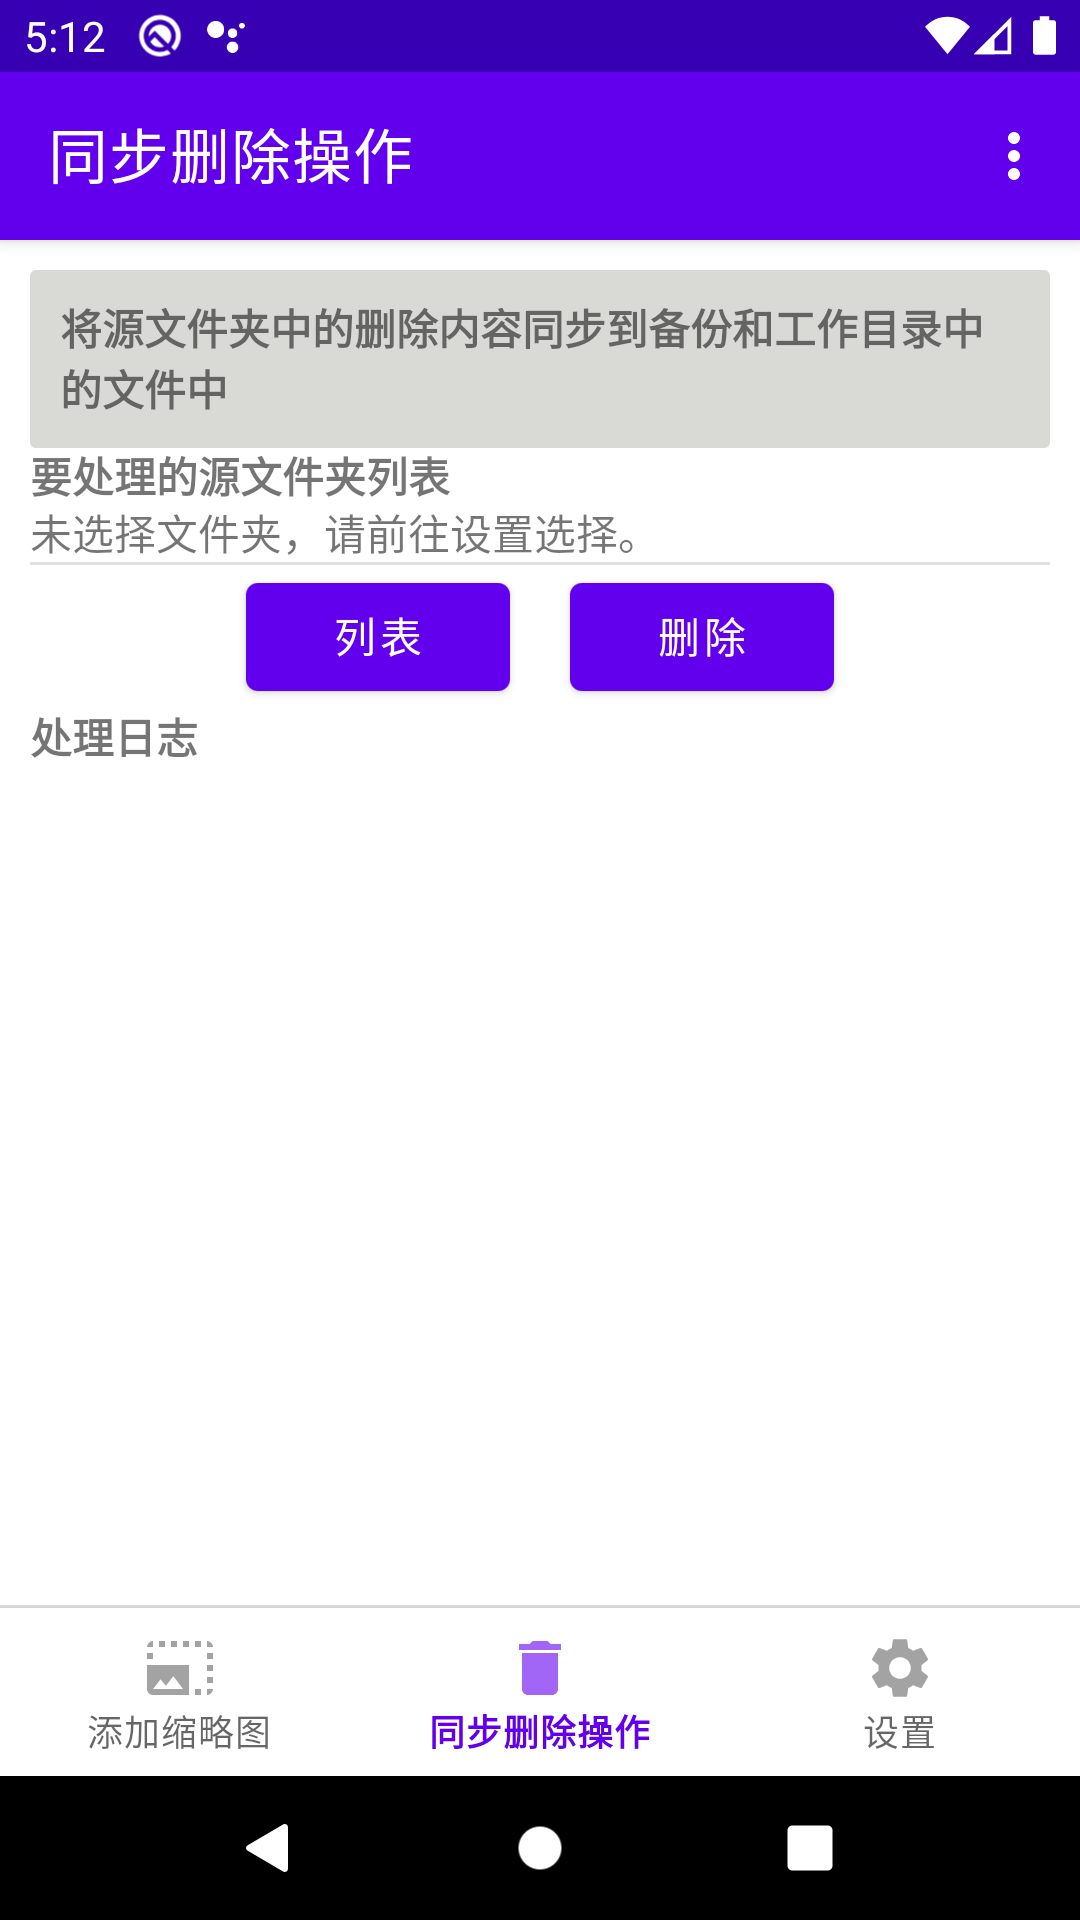 5:12
同步删除操作
将源文件夹中的删除内容同步到备份和工作目录中
的文件中
要处理的源文件夹列表
未选择文件夹，请前往设置选择。
列表 删除
处理日志
添加缩略图 同步删除操作 设置